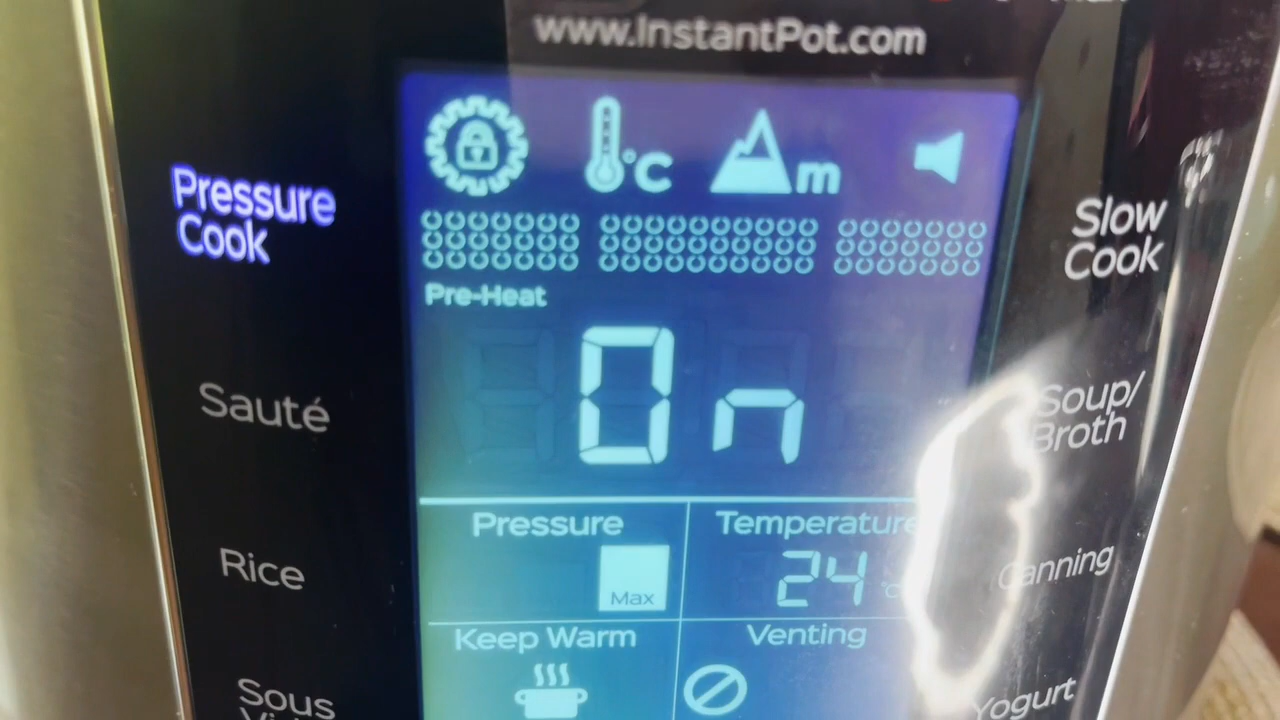 www.InstantPot.com
°C
m
Pressure
Cook
Slow
Cook
Pre-Heat
On
Sauté
Soup/
Broth
Pressure
Temperature
Max
24 °C
Rice
Canning
Keep Warm
Venting
Sous
Yogurt